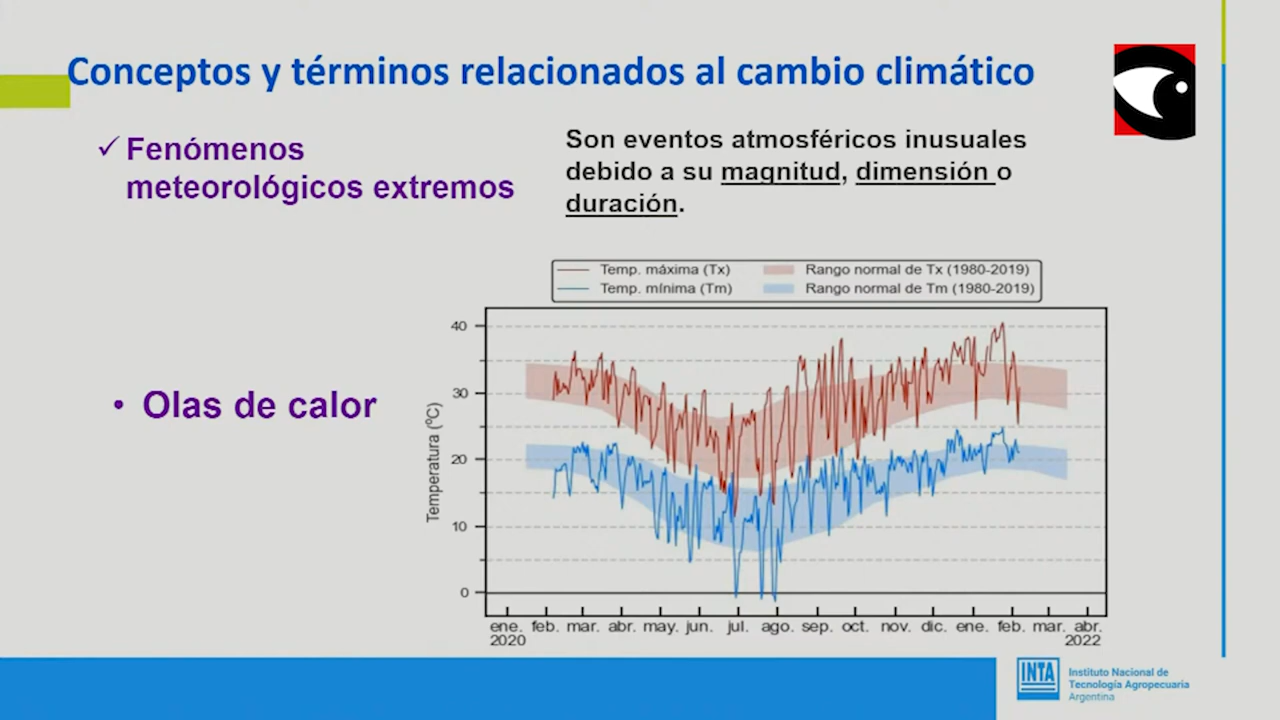 Conceptos y términos relacionados al cambio climático
✓ Fenómenos
meteorológicos extremos
Son eventos atmosféricos inusuales
debido a su magnitud, dimensión o
duración.
Temp. máxima (Tx)
Rango normal de Tx (1980-2019)
Temp. mínima (Tm)
Rango normal de Tm (1980-2019)
• Olas de calor
Temperatura (ºC)
40
30
20
10
0
ene. feb. mar. abr. may. jun. jul. ago. sep. oct. nov. dic. ene. feb. mar. abr.
2020 2022
INTA
Instituto Nacional de
Tecnología Agropecuaria
Argentina